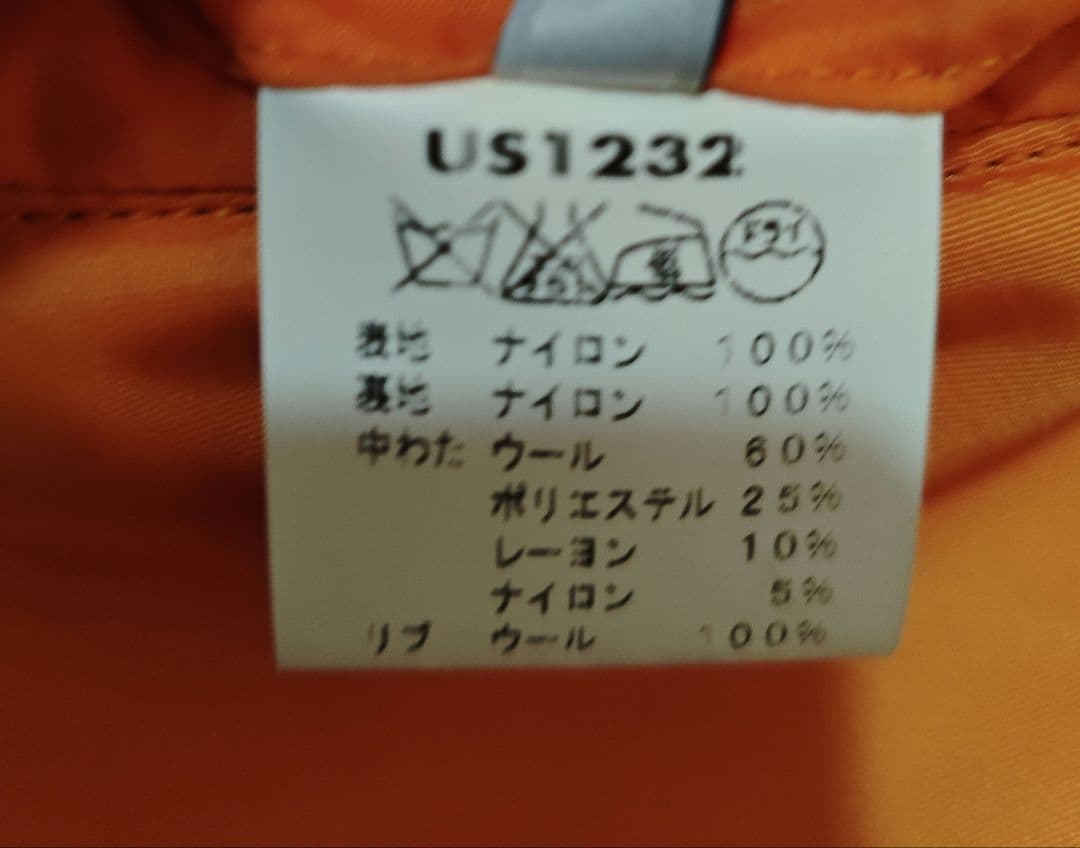 US1232
ドライ
表地 ナイロン 100%
裏地 ナイロン 100%
中わた ウール 60%
ポリエステル 25%
レーヨン 10%
ナイロン 5%
リブ ウール 100%